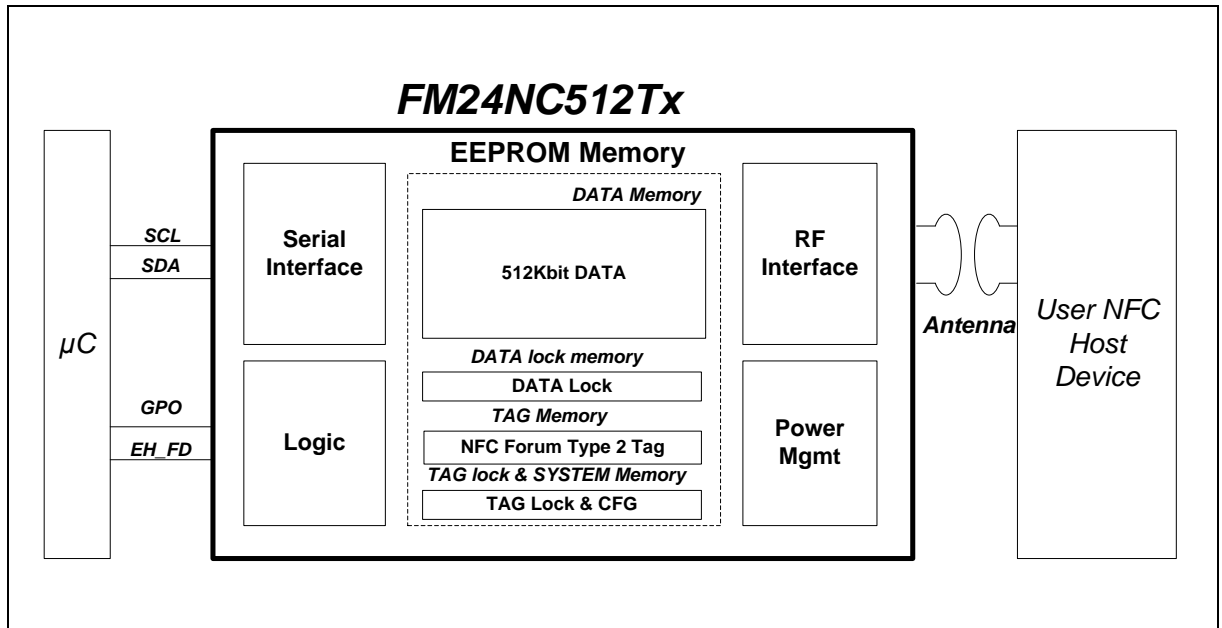 FM24NC512Tx
EEPROM Memory
DATA Memory
SCL
SDA
Serial
Interface
512Kbit DATA
RF
Interface
Antenna
User NFC
Host
Device
µC
DATA lock memory
DATA Lock
TAG Memory
GPO
EH_FD
Logic
NFC Forum Type 2 Tag
TAG lock & SYSTEM Memory
TAG Lock & CFG
Power
Mgmt